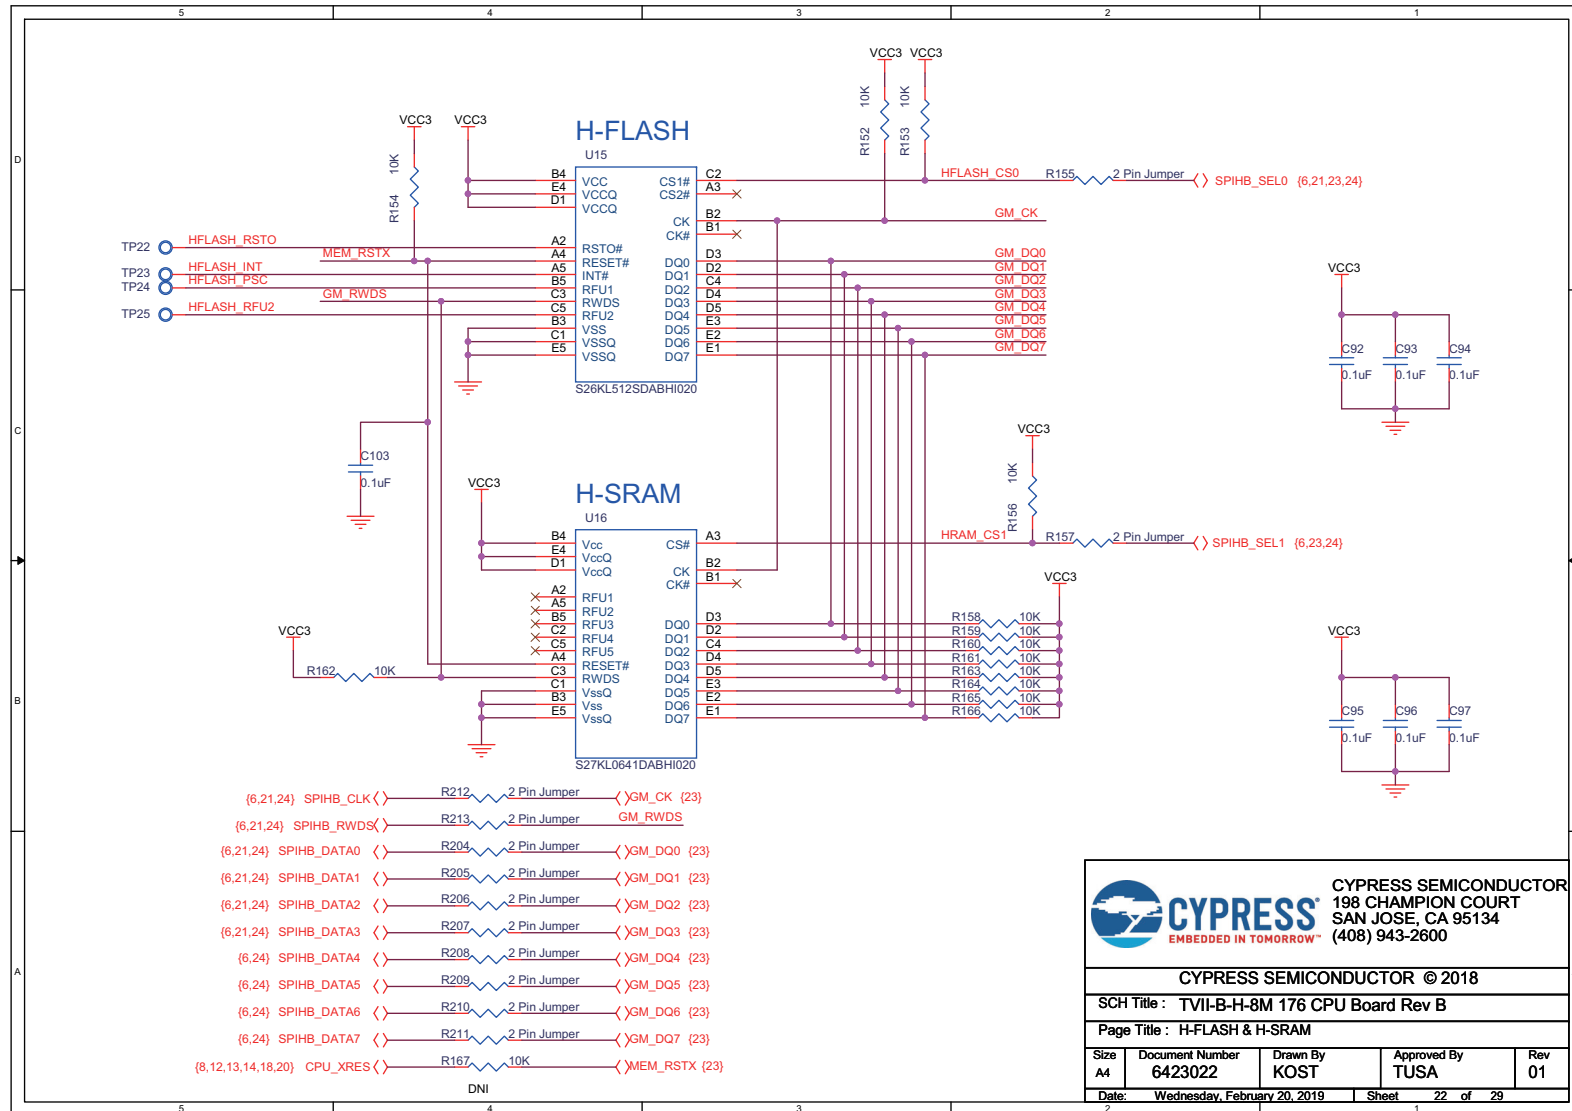 5 4 3 2 1
VCC3 VCC3
R152 10K R153 10K
VCC3 VCC3
R154 10K
D
H-FLASH
U15
B4 VCC CS1# C2 HFLASH_CS0 R155 2 Pin Jumper SPIHB_SEL0 {6,21,23,24}
E4 VCCQ CS2# A3
D1 VCCQ
CK B2 GM_CK
CK# B1
TP22 HFLASH_RSTO A2 RSTO#
MEM_RSTX A4 RESET# DQ0 D3 GM_DQ0
TP23 HFLASH_INT A5 INT# DQ1 D2 GM_DQ1
TP24 HFLASH_PSC B5 RFU1 DQ2 C4 GM_DQ2
GM_RWDS C3 RWDS DQ3 D4 GM_DQ3
TP25 HFLASH_RFU2 C5 RFU2 DQ4 D5 GM_DQ4
B3 VSS DQ5 E3 GM_DQ5
C1 VSSQ DQ6 E2 GM_DQ6
E5 VSSQ DQ7 E1 GM_DQ7
S26KL512SDABHI020
VCC3
C92 C93 C94
0.1uF 0.1uF 0.1uF
C
C103
0.1uF
VCC3
R156 10K
VCC3
H-SRAM
U16
B4 Vcc CS# A3 HRAM_CS1 R157 2 Pin Jumper SPIHB_SEL1 {6,23,24}
E4 VccQ
D1 VccQ CK B2
CK# B1
VCC3
A2 RFU1
A5 RFU2
B5 RFU3 DQ0 D3 R158 10K
C2 RFU4 DQ1 D2 R159 10K
C5 RFU5 DQ2 C4 R160 10K
A4 RESET# DQ3 D4 R161 10K
VCC3
R162 10K C3 RWDS DQ4 D5 R163 10K
C1 VssQ DQ5 E3 R164 10K
B3 Vss DQ6 E2 R165 10K
E5 VssQ DQ7 E1 R166 10K
S27KL0641DABHI020
VCC3
C95 C96 C97
0.1uF 0.1uF 0.1uF
B
{6,21,24} SPIHB_CLK R212 2 Pin Jumper GM_CK {23}
{6,21,24} SPIHB_RWDS R213 2 Pin Jumper GM_RWDS
{6,21,24} SPIHB_DATA0 R204 2 Pin Jumper GM_DQ0 {23}
{6,21,24} SPIHB_DATA1 R205 2 Pin Jumper GM_DQ1 {23}
{6,21,24} SPIHB_DATA2 R206 2 Pin Jumper GM_DQ2 {23}
{6,21,24} SPIHB_DATA3 R207 2 Pin Jumper GM_DQ3 {23}
{6,24} SPIHB_DATA4 R208 2 Pin Jumper GM_DQ4 {23}
{6,24} SPIHB_DATA5 R209 2 Pin Jumper GM_DQ5 {23}
{6,24} SPIHB_DATA6 R210 2 Pin Jumper GM_DQ6 {23}
{6,24} SPIHB_DATA7 R211 2 Pin Jumper GM_DQ7 {23}
{8,12,13,14,18,20} CPU_XRES R167 10K MEM_RSTX {23}
DNI
A
CYPRESS
EMBEDDED IN TOMORROW™
CYPRESS SEMICONDUCTOR
198 CHAMPION COURT
SAN JOSE, CA 95134
(408) 943-2600
CYPRESS SEMICONDUCTOR © 2018
SCH Title : TVII-B-H-8M 176 CPU Board Rev B
Page Title : H-FLASH & H-SRAM
Size Document Number Drawn By Approved By Rev
A4 6423022 KOST TUSA 01
Date: Wednesday, February 20, 2019 Sheet 22 of 29
5 4 3 2 1